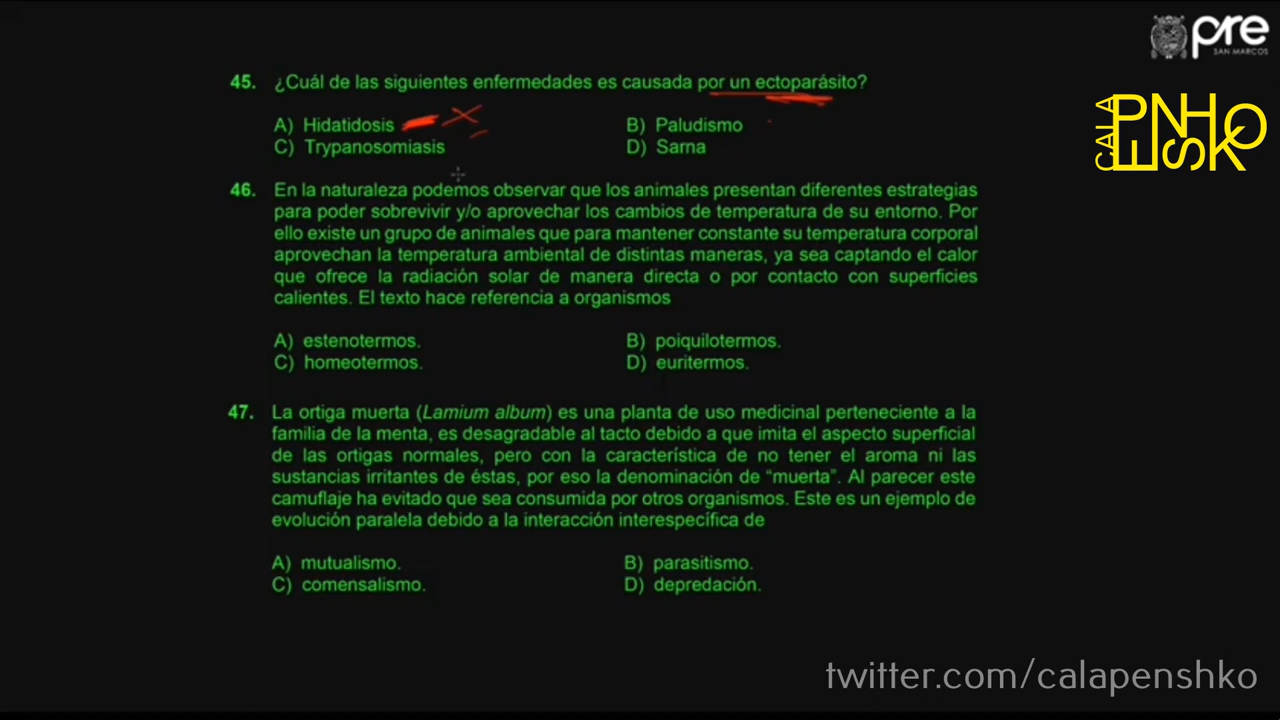 pre
SAN MARCOS
CALA
PENSHKO
45. ¿Cuál de las siguientes enfermedades es causada por un ectoparásito?
A) Hidatidosis B) Paludismo
C) Trypanosomiasis D) Sarna
46. En la naturaleza podemos observar que los animales presentan diferentes estrategias
para poder sobrevivir y/o aprovechar los cambios de temperatura de su entorno. Por
ello existe un grupo de animales que para mantener constante su temperatura corporal
aprovechan la temperatura ambiental de distintas maneras, ya sea captando el calor
que ofrece la radiación solar de manera directa o por contacto con superficies
calientes. El texto hace referencia a organismos
A) estenotermos. B) poiquilotermos.
C) homeotermos. D) euritermos.
47. La ortiga muerta (Lamium album) es una planta de uso medicinal perteneciente a la
familia de la menta, es desagradable al tacto debido a que imita el aspecto superficial
de las ortigas normales, pero con la característica de no tener el aroma ni las
sustancias irritantes de éstas, por eso la denominación de “muerta”. Al parecer este
camuflaje ha evitado que sea consumida por otros organismos. Este es un ejemplo de
evolución paralela debido a la interacción interespecífica de
A) mutualismo. B) parasitismo.
C) comensalismo. D) depredación.
twitter.com/calapenshko